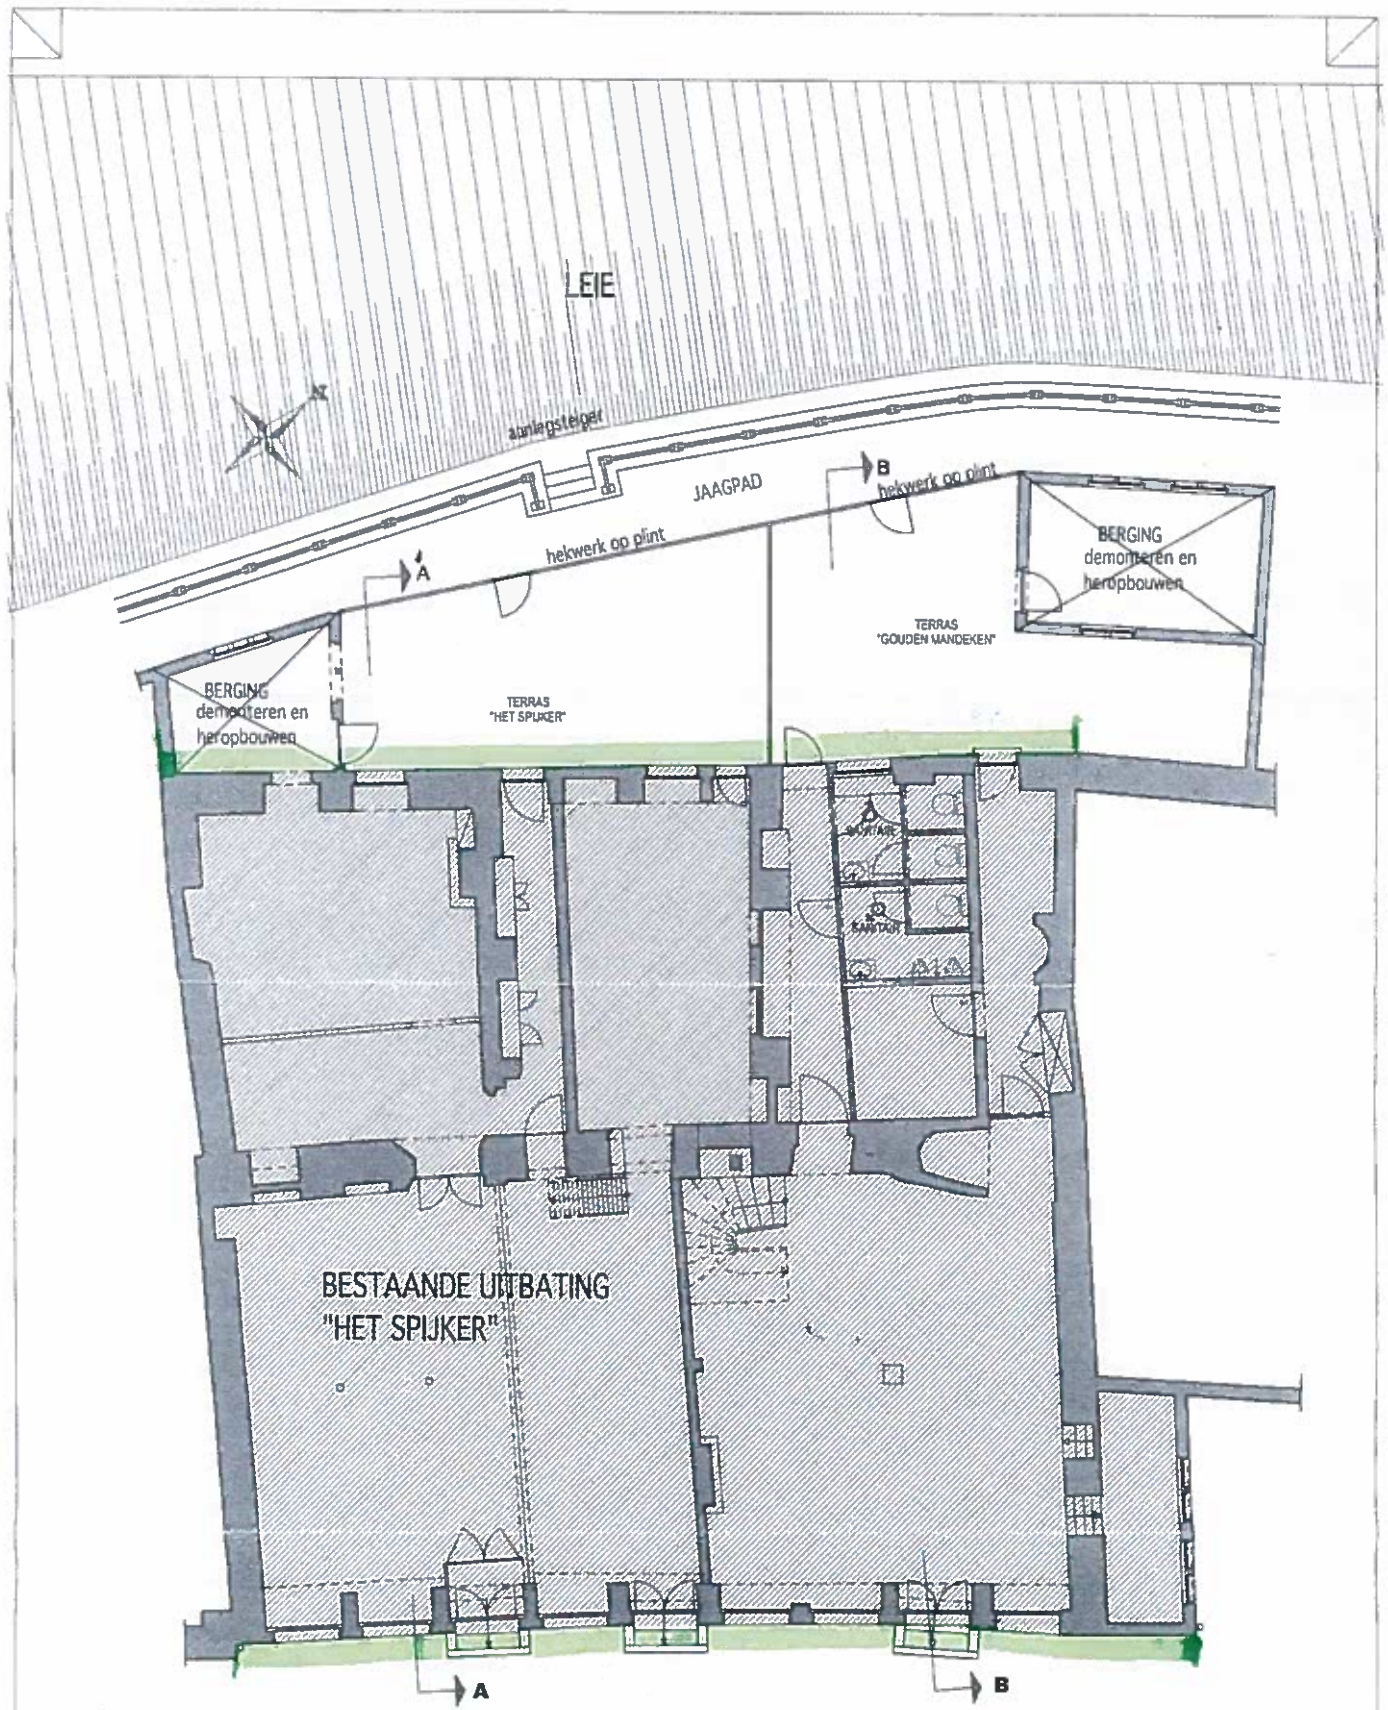 LEIE
N
aanlegsteiger
JAAGPAD
B
hekwerk op plint
hekwerk op plint
A
BERGING
demonteren en
heropbouwen
TERRAS
"GOUDEN MANDEKEN"
BERGING
demonteren en
heropbouwen
TERRAS
"HET SPIJKER"
SANITAIR
SANITAIR
BESTAANDE UITBATING
"HET SPIJKER"
A
B